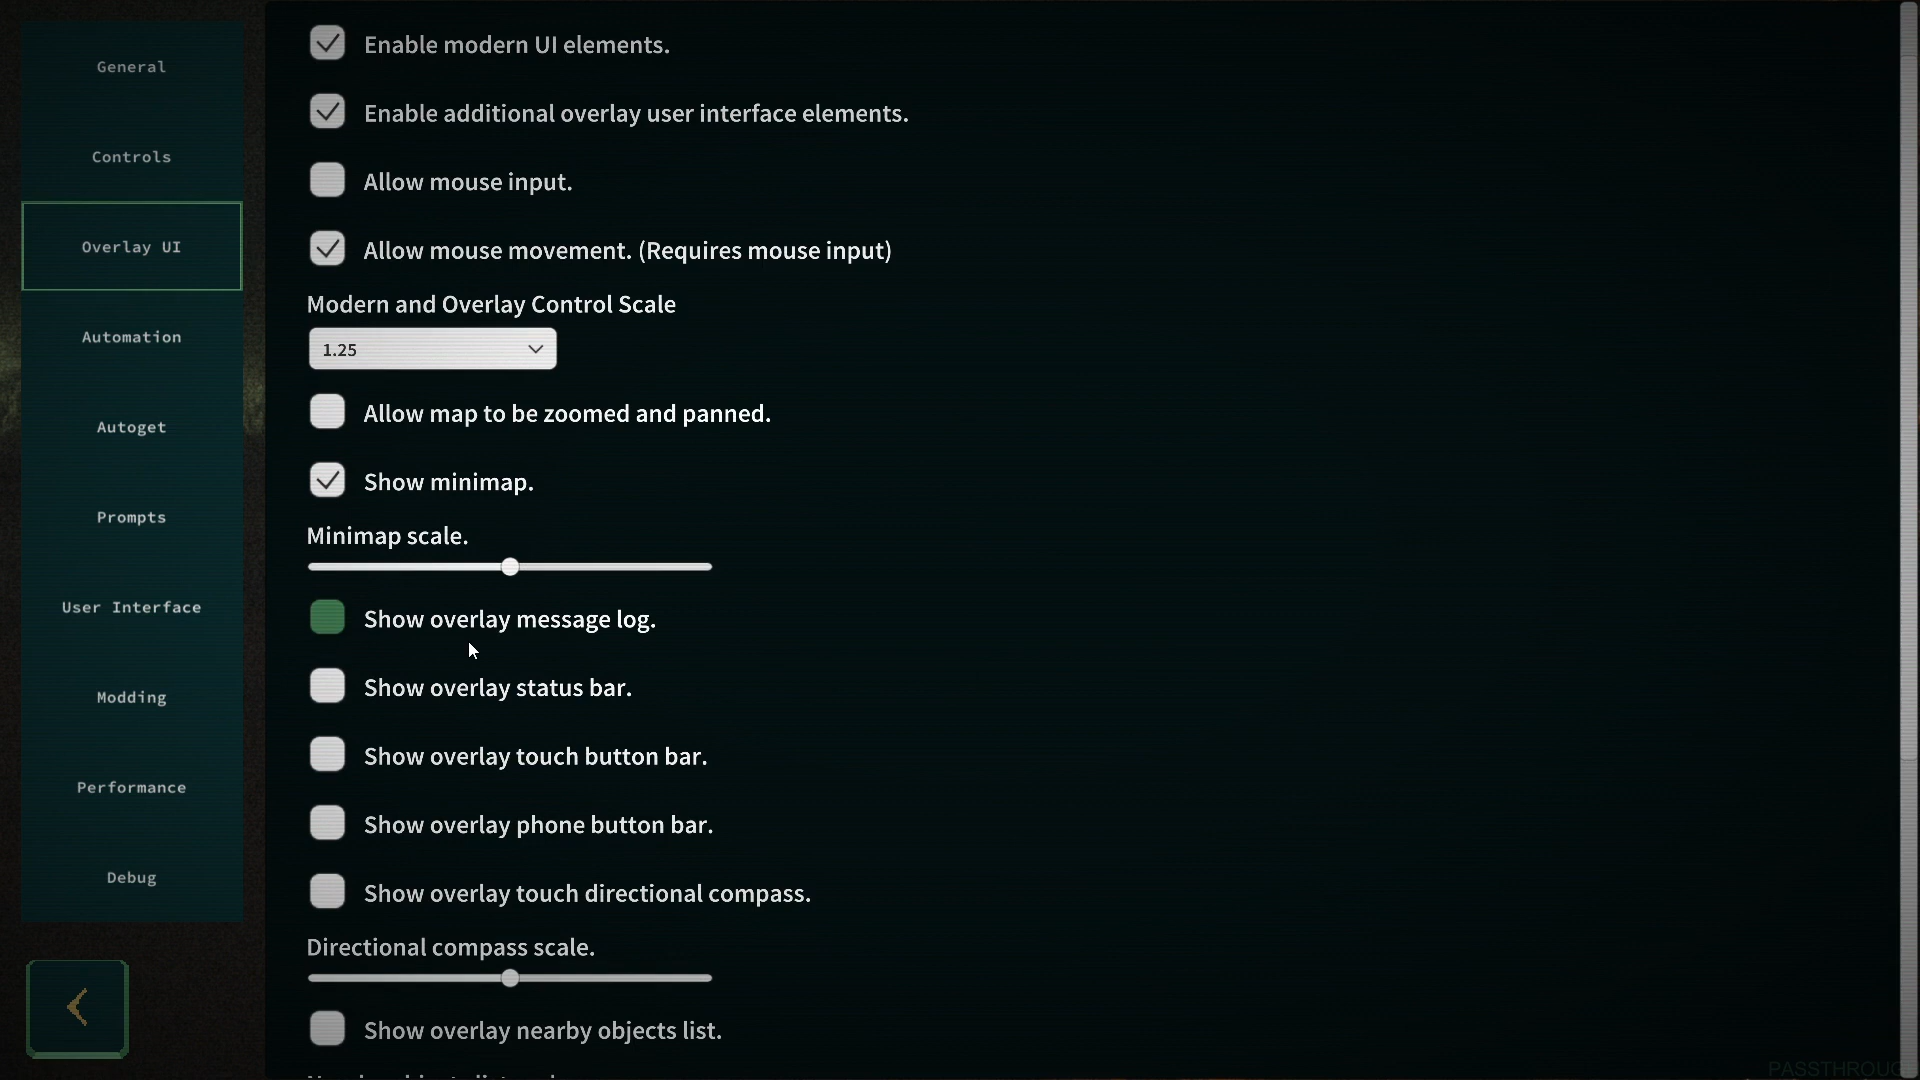 General
Controls
Overlay UI
Automation
Autoget
Prompts
User Interface
Modding
Performance
Debug
Enable modern UI elements.
Enable additional overlay user interface elements.
Allow mouse input.
Allow mouse movement. (Requires mouse input)
Modern and Overlay Control Scale
1.25
Allow map to be zoomed and panned.
Show minimap.
Minimap scale.
Show overlay message log.
Show overlay status bar.
Show overlay touch button bar.
Show overlay phone button bar.
Show overlay touch directional compass.
Directional compass scale.
Show overlay nearby objects list.